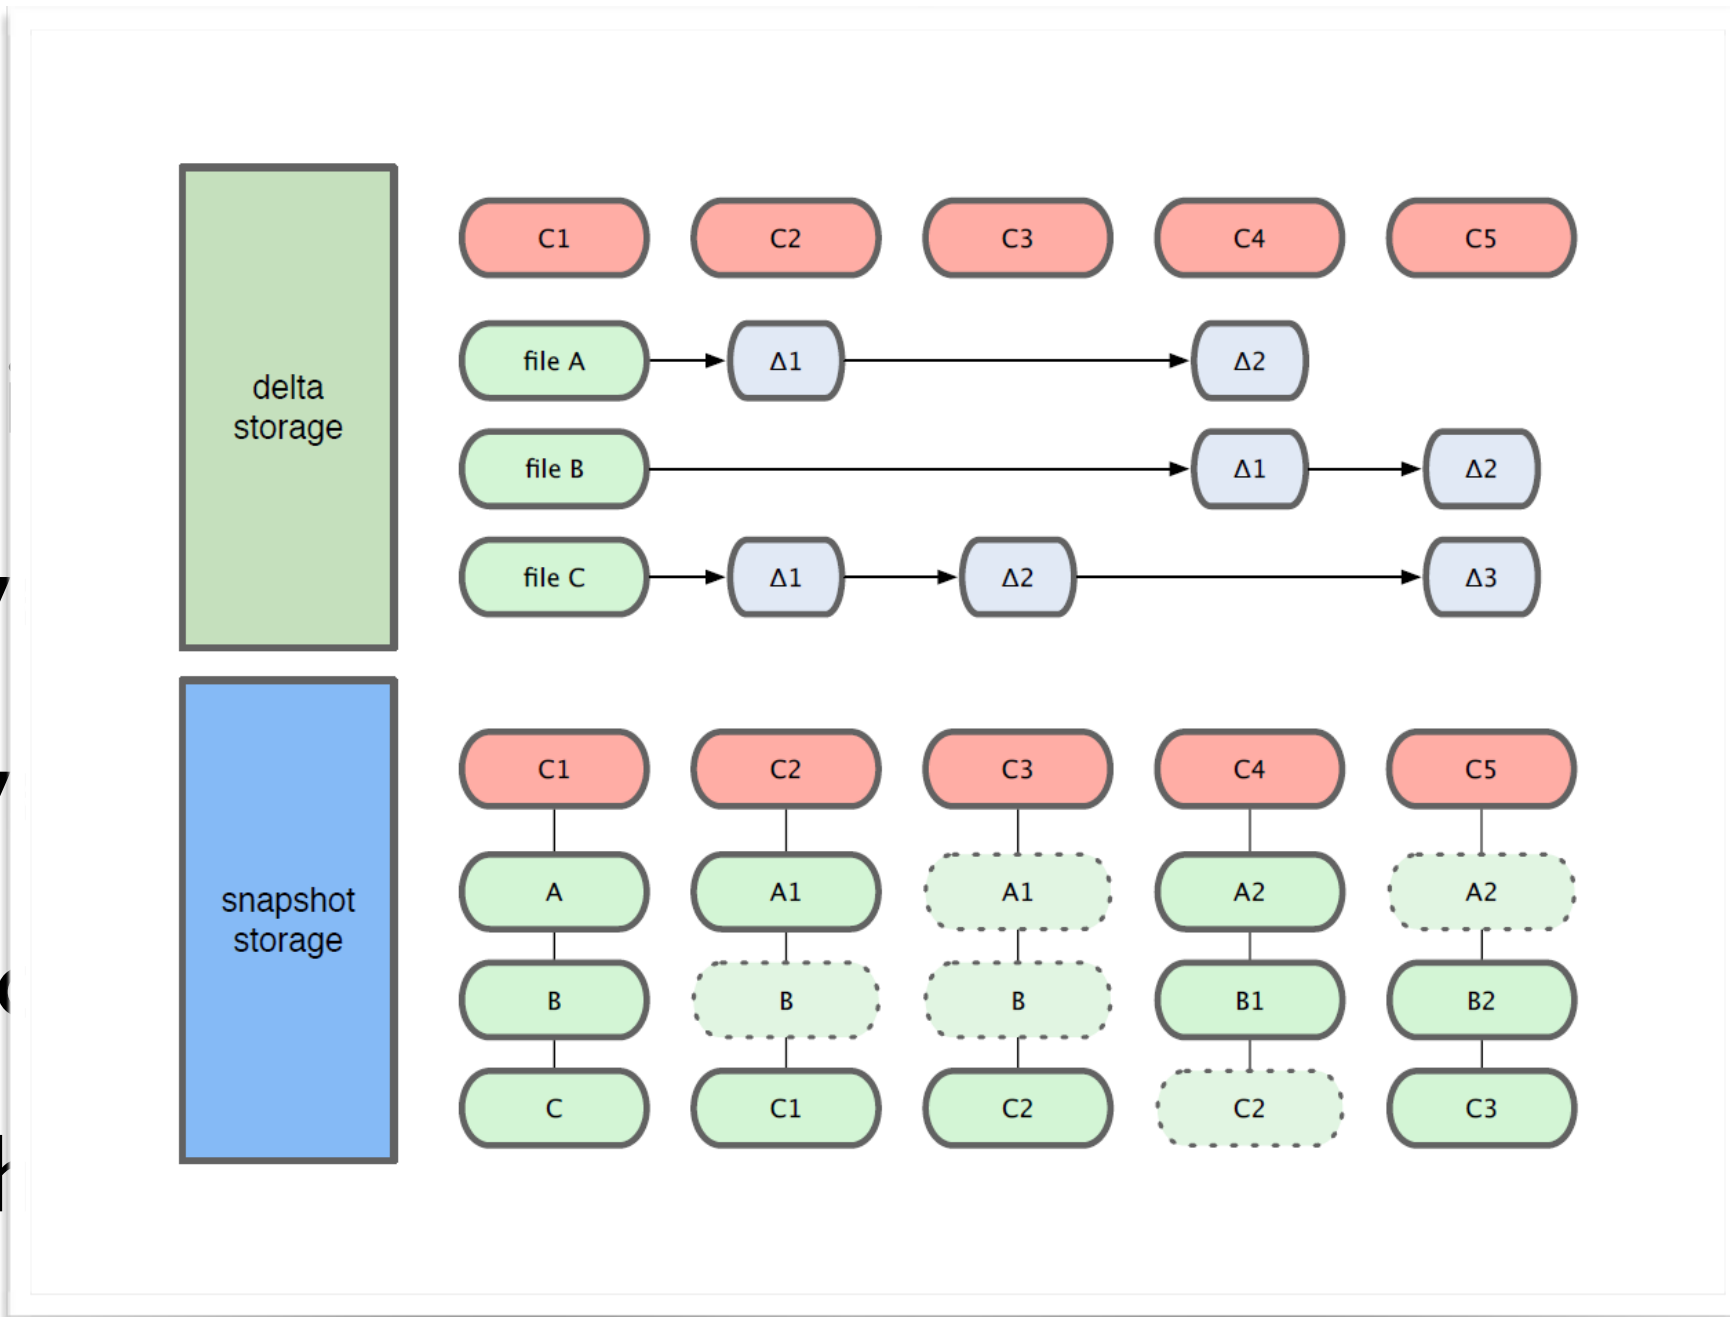 delta
storage
C1 C2 C3 C4 C5
file A Δ1 Δ2
file B Δ1 Δ2
file C Δ1 Δ2 Δ3
snapshot
storage
C1 C2 C3 C4 C5
A A1 A1 A2 A2
B B B B1 B2
C C1 C2 C2 C3